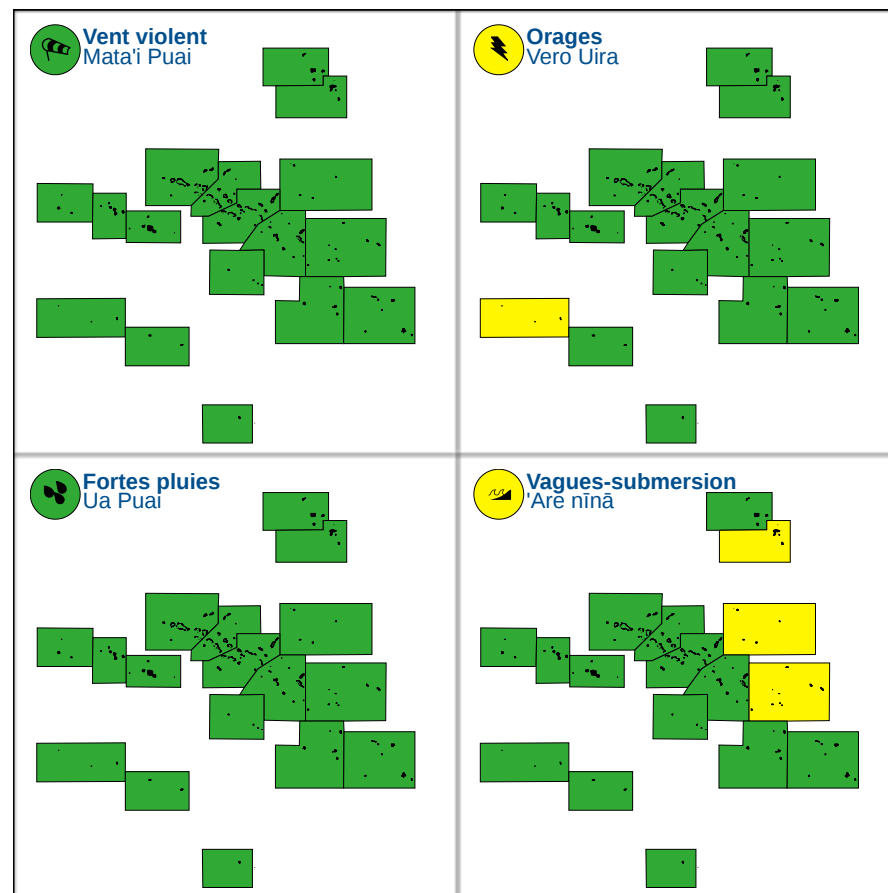 Vent violent
Mata'i Puai
Orages
Vero Uira
Fortes pluies
Ua Puai
Vagues-submersion
'Are nīnā